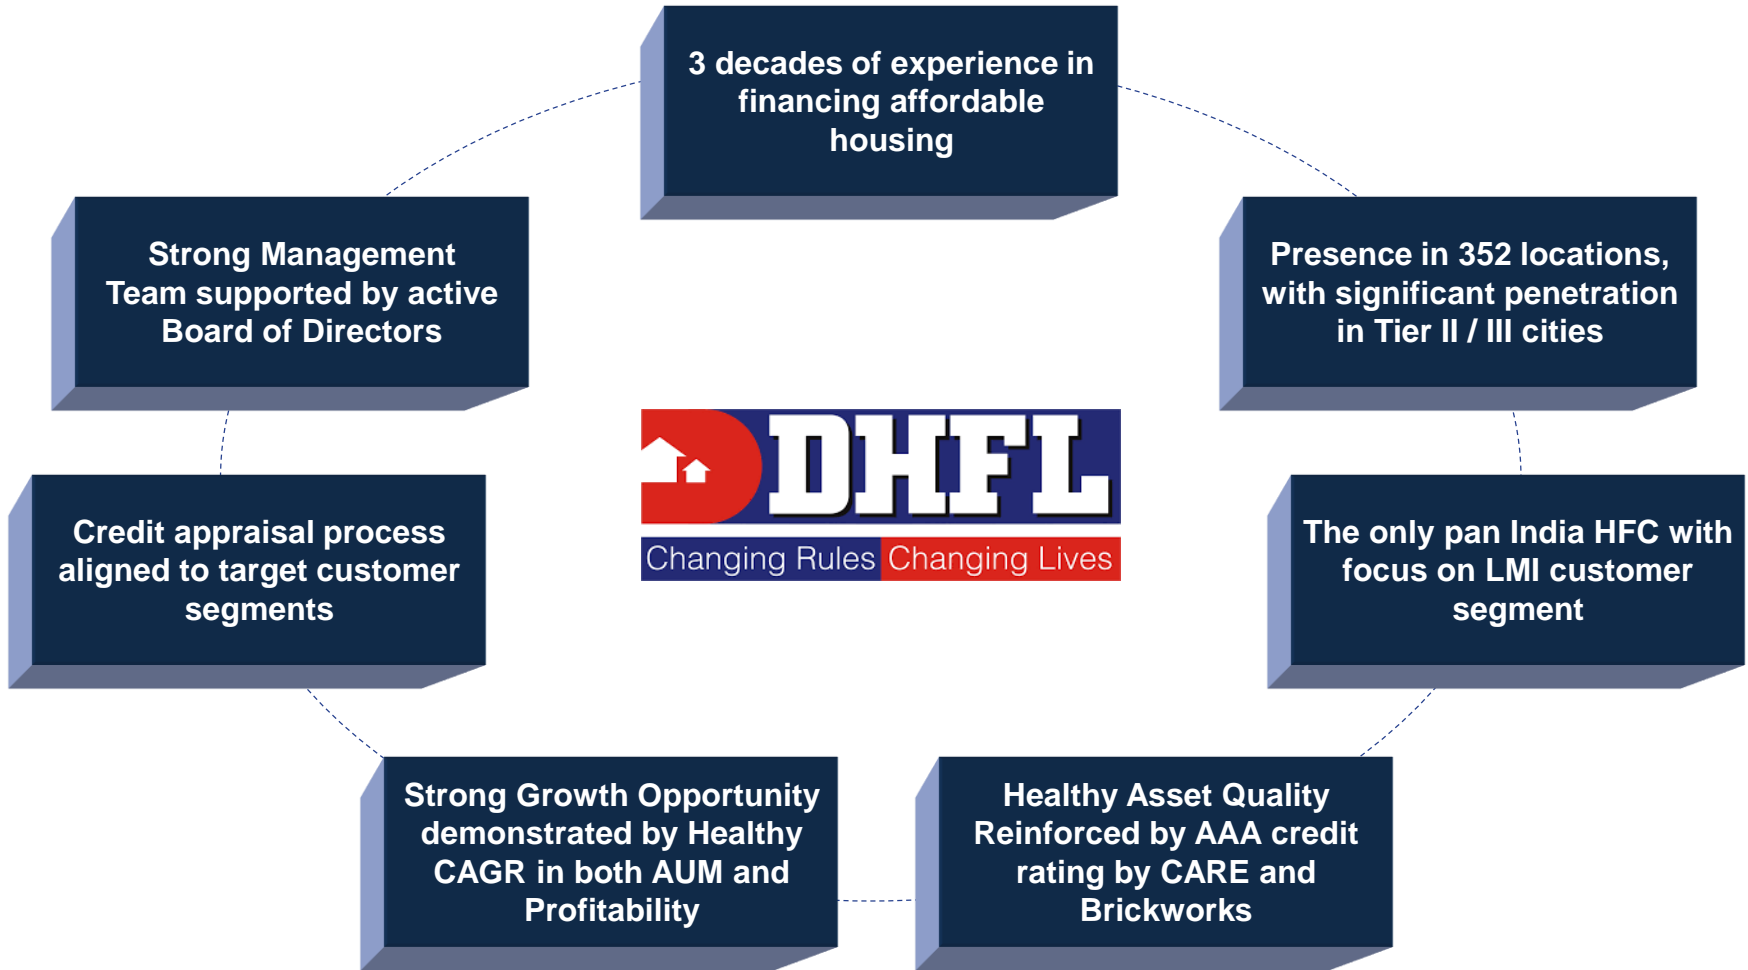 3 decades of experience in
financing affordable
housing
Strong Management
Team supported by active
Board of Directors
Presence in 352 locations,
with significant penetration
in Tier II / III cities
DHFL
Changing Rules Changing Lives
Credit appraisal process
aligned to target customer
segments
The only pan India HFC with
focus on LMI customer
segment
Strong Growth Opportunity
demonstrated by Healthy
CAGR in both AUM and
Profitability
Healthy Asset Quality
Reinforced by AAA credit
rating by CARE and
Brickworks